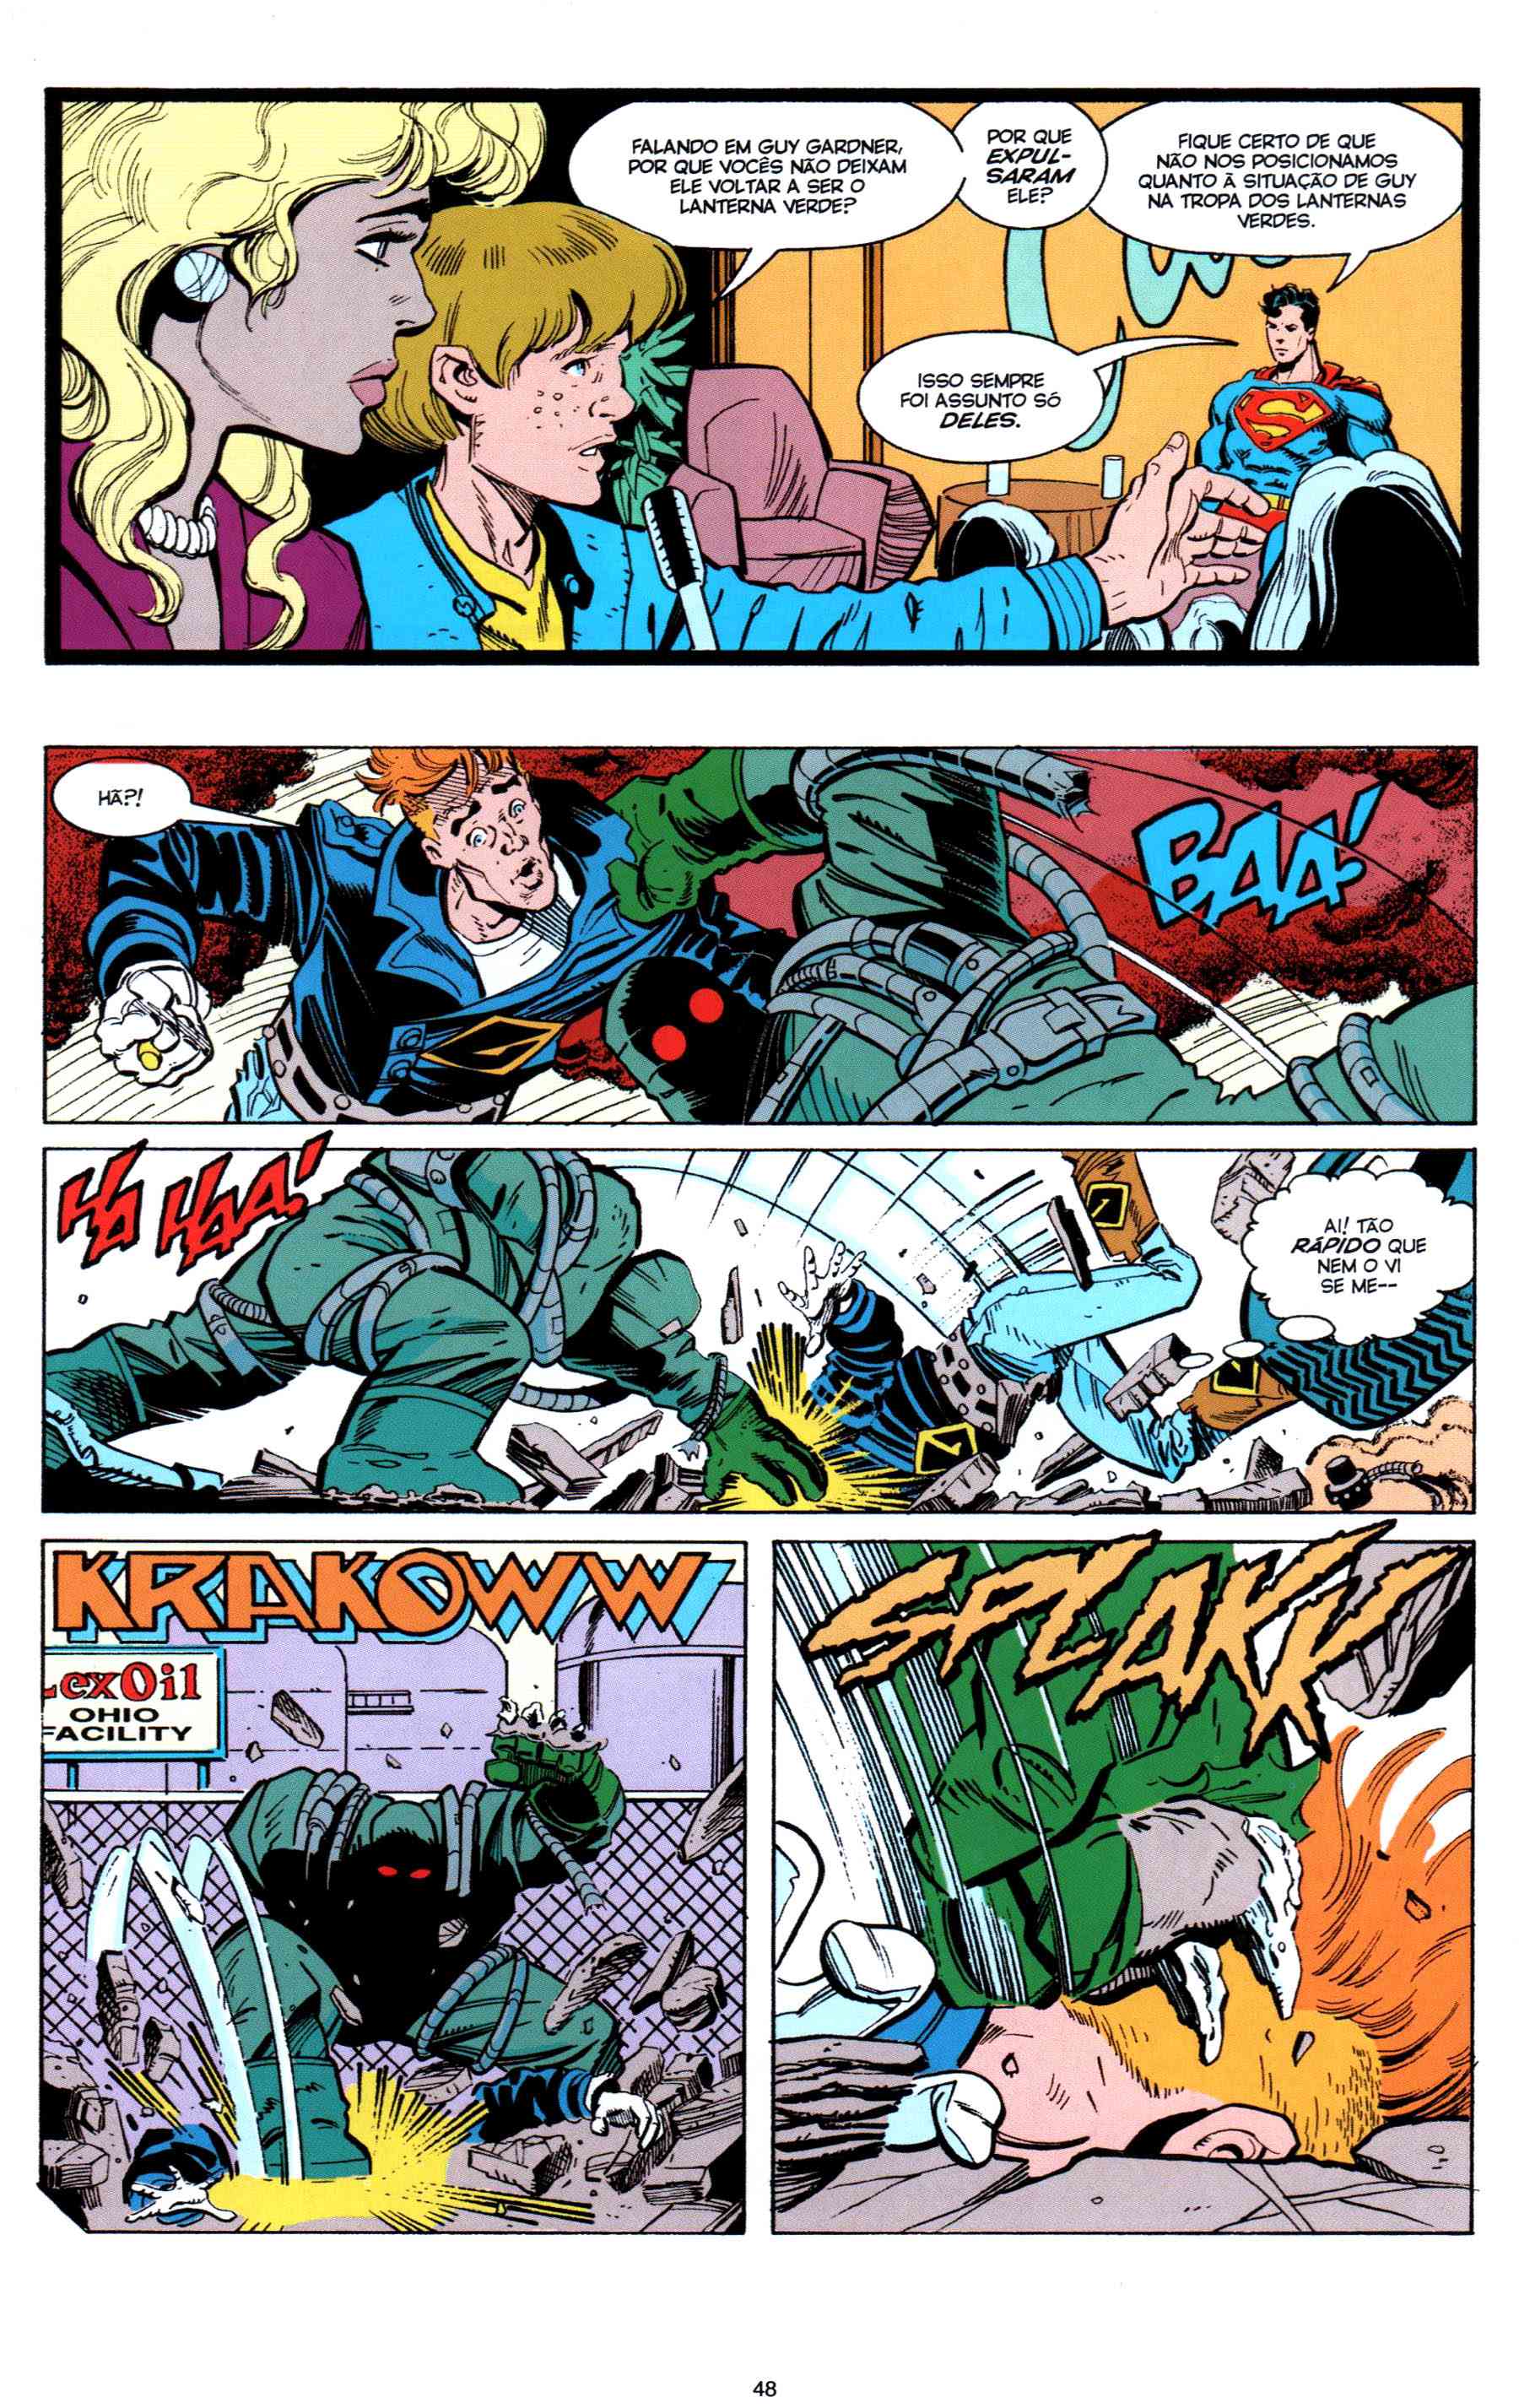 FALANDO EM GUY GARDNER,
POR QUE VOCÊS NÃO DEIXAM
ELE VOLTAR A SER O
LANTERNA VERDE?
POR QUE
EXPUL-
SARAM
ELE?
FIQUE CERTO DE QUE
NÃO NOS POSICIONAMOS
QUANTO À SITUAÇÃO DE GUY
NA TROPA DOS LANTERNAS
VERDES.
ISSO SEMPRE
FOI ASSUNTO SÓ
DELES.
HÃ?!
BAA!
HA HAA!
AI! TÃO
RÁPIDO QUE
NEM O VI
SE ME--
KRAKOWW
LexOil
OHIO
FACILITY
SPLAKK
48